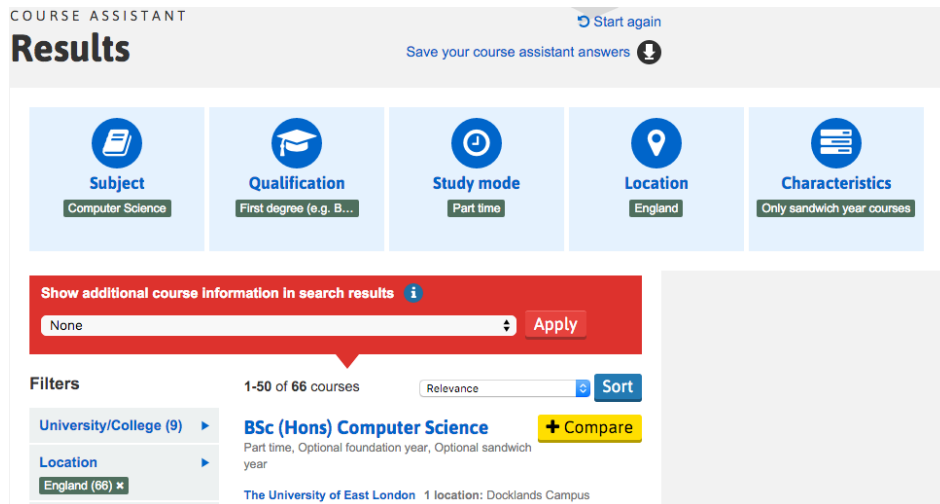 COURSE ASSISTANT
Results
Start again
Save your course assistant answers
Subject
Computer Science
Qualification
First degree (e.g. B...
Study mode
Part time
Location
England
Characteristics
Only sandwich year courses
Show additional course information in search results i
None
Apply
Filters
1-50 of 66 courses
Relevance
Sort
University/College (9)
Location
England (66) ×
BSc (Hons) Computer Science
+ Compare
Part time, Optional foundation year, Optional sandwich
year
The University of East London 1 location: Docklands Campus